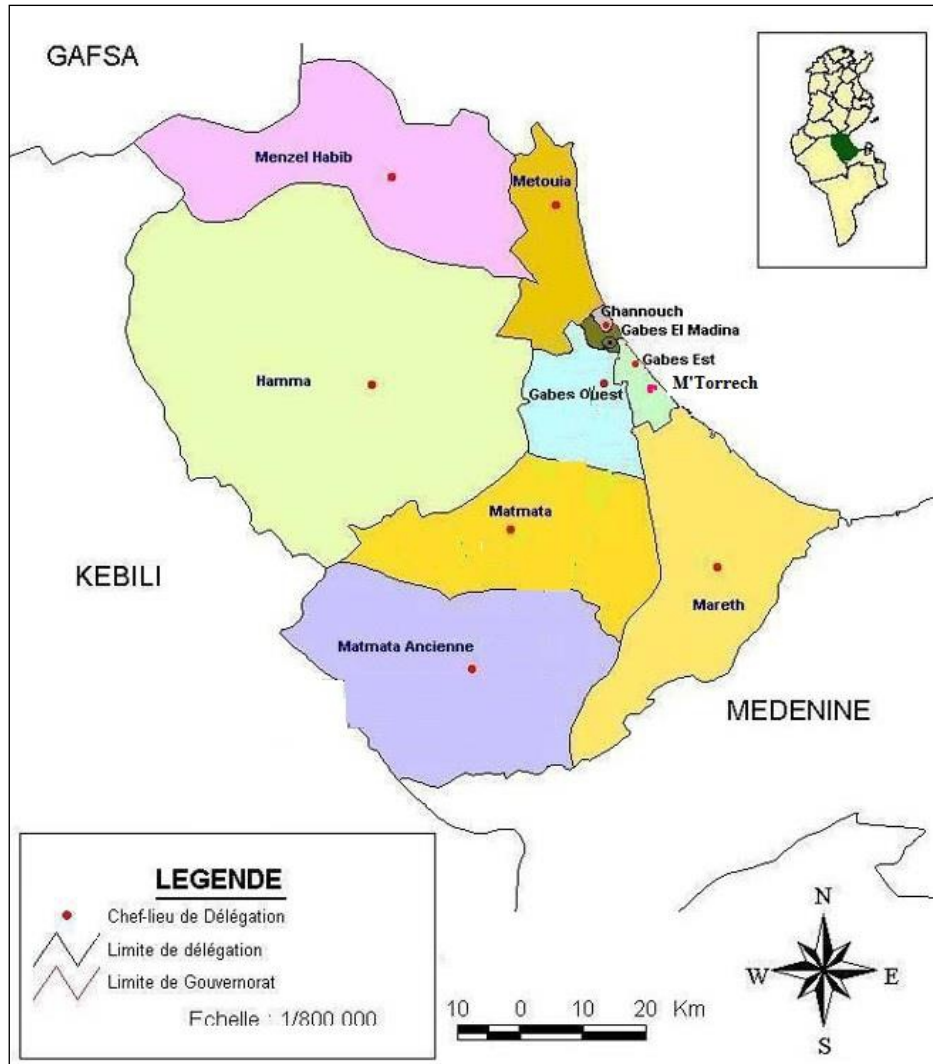 GAFSA
Menzel Habib
Metouia
Ghannouch
Gabes El Madina
Gabes Est
M'Torrech
Hamma
Gabes Ouest
Matmata
KEBILI
Mareth
Matmata Ancienne
MEDENINE
LEGENDE
Chef-lieu de Délégation
Limite de délégation
Limite de Gouvernorat
Echelle : 1/800 000
10 0 10 20 Km
N
W E
S